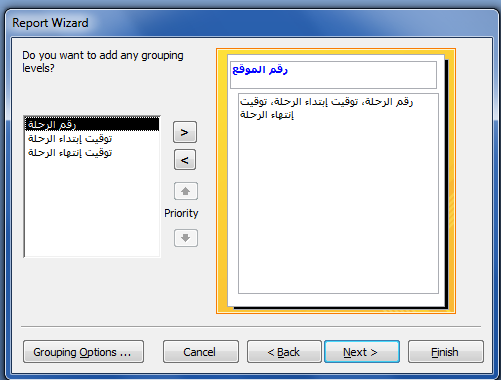 Report Wizard
Do you want to add any grouping
levels?
رقم الرحلة
توقيت إبتداء الرحلة
توقيت إنتهاء الرحلة
>
<
Priority
رقم الموقع
رقم الرحلة، توقيت إبتداء الرحلة، توقيت
إنتهاء الرحلة
Grouping Options ...
Cancel
< Back
Next >
Finish